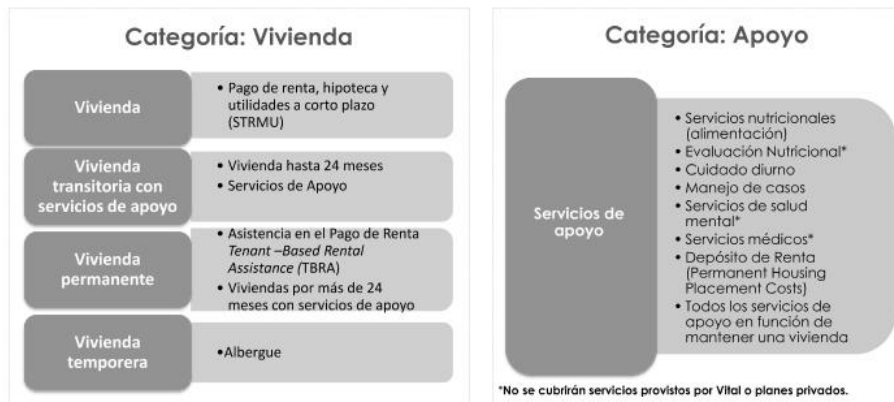 Categoría: Vivienda
Vivienda
• Pago de renta, hipoteca y
utilidades a corto plazo
(STRMU)
Vivienda
transitoria con
servicios de apoyo
• Vivienda hasta 24 meses
• Servicios de Apoyo
Vivienda
permanente
• Asistencia en el Pago de Renta
Tenant –Based Rental
Assistance (TBRA)
• Viviendas por más de 24
meses con servicios de apoyo
Vivienda
temporera
•Albergue
Categoría: Apoyo
Servicios de
apoyo
• Servicios nutricionales
(alimentación)
• Evaluación Nutricional*
• Cuidado diurno
• Manejo de casos
• Servicios de salud
mental*
• Servicios médicos*
• Depósito de Renta
(Permanent Housing
Placement Costs)
• Todos los servicios de
apoyo en función de
mantener una vivienda
*No se cubrirán servicios provistos por Vital o planes privados.